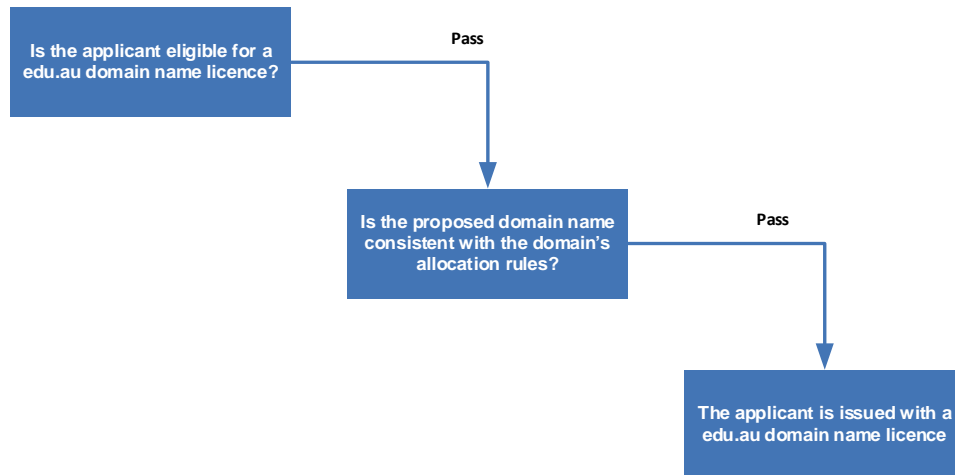 Is the applicant eligible for a
edu.au domain name licence?
Pass
Is the proposed domain name
consistent with the domain's
allocation rules?
Pass
The applicant is issued with a
edu.au domain name licence